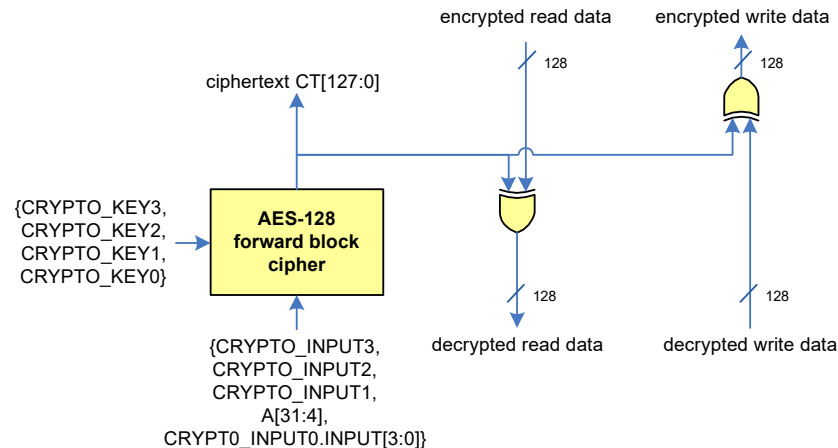 encrypted read data
encrypted write data
128
128
ciphertext CT[127:0]
{CRYPTO_KEY3,
CRYPTO_KEY2,
CRYPTO_KEY1,
CRYPTO_KEY0}
AES-128
forward block
cipher
128
128
{CRYPTO_INPUT3,
CRYPTO_INPUT2,
CRYPTO_INPUT1,
A[31:4],
CRYPT0_INPUT0.INPUT[3:0]}
decrypted read data
decrypted write data